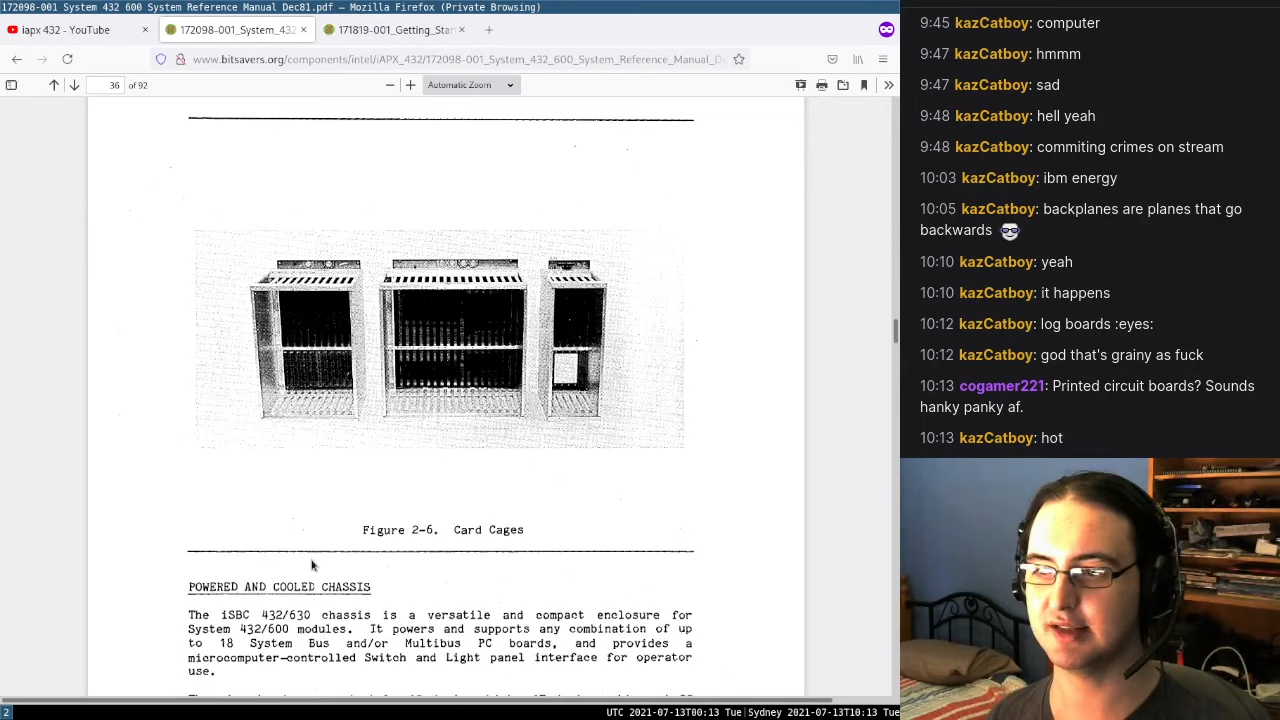 172098-001 System 432 600 System Reference Manual Dec81.pdf — Mozilla Firefox (Private Browsing)
iapx 432 - YouTube
172098-001_System_432
171819-001_Getting_Star
www.bitsavers.org/components/intel/iAPX_432/172098-001_System_432_600_System_Reference_Manual_De
36 of 92
Automatic Zoom
Figure 2-6. Card Cages
POWERED AND COOLED CHASSIS
The iSBC 432/630 chassis is a versatile and compact enclosure for
System 432/600 modules. It powers and supports any combination of up
to 18 System Bus and/or Multibus PC boards, and provides a
microcomputer-controlled Switch and Light panel interface for operator
use.
2
UTC 2021-07-13T00:13 Tue Sydney 2021-07-13T10:13 Tue
9:45 kazCatboy: computer
9:47 kazCatboy: hmmm
9:47 kazCatboy: sad
9:48 kazCatboy: hell yeah
9:48 kazCatboy: commiting crimes on stream
10:03 kazCatboy: ibm energy
10:05 kazCatboy: backplanes are planes that go
backwards
10:10 kazCatboy: yeah
10:10 kazCatboy: it happens
10:12 kazCatboy: log boards :eyes:
10:12 kazCatboy: god that's grainy as fuck
10:13 cogamer221: Printed circuit boards? Sounds
hanky panky af.
10:13 kazCatboy: hot